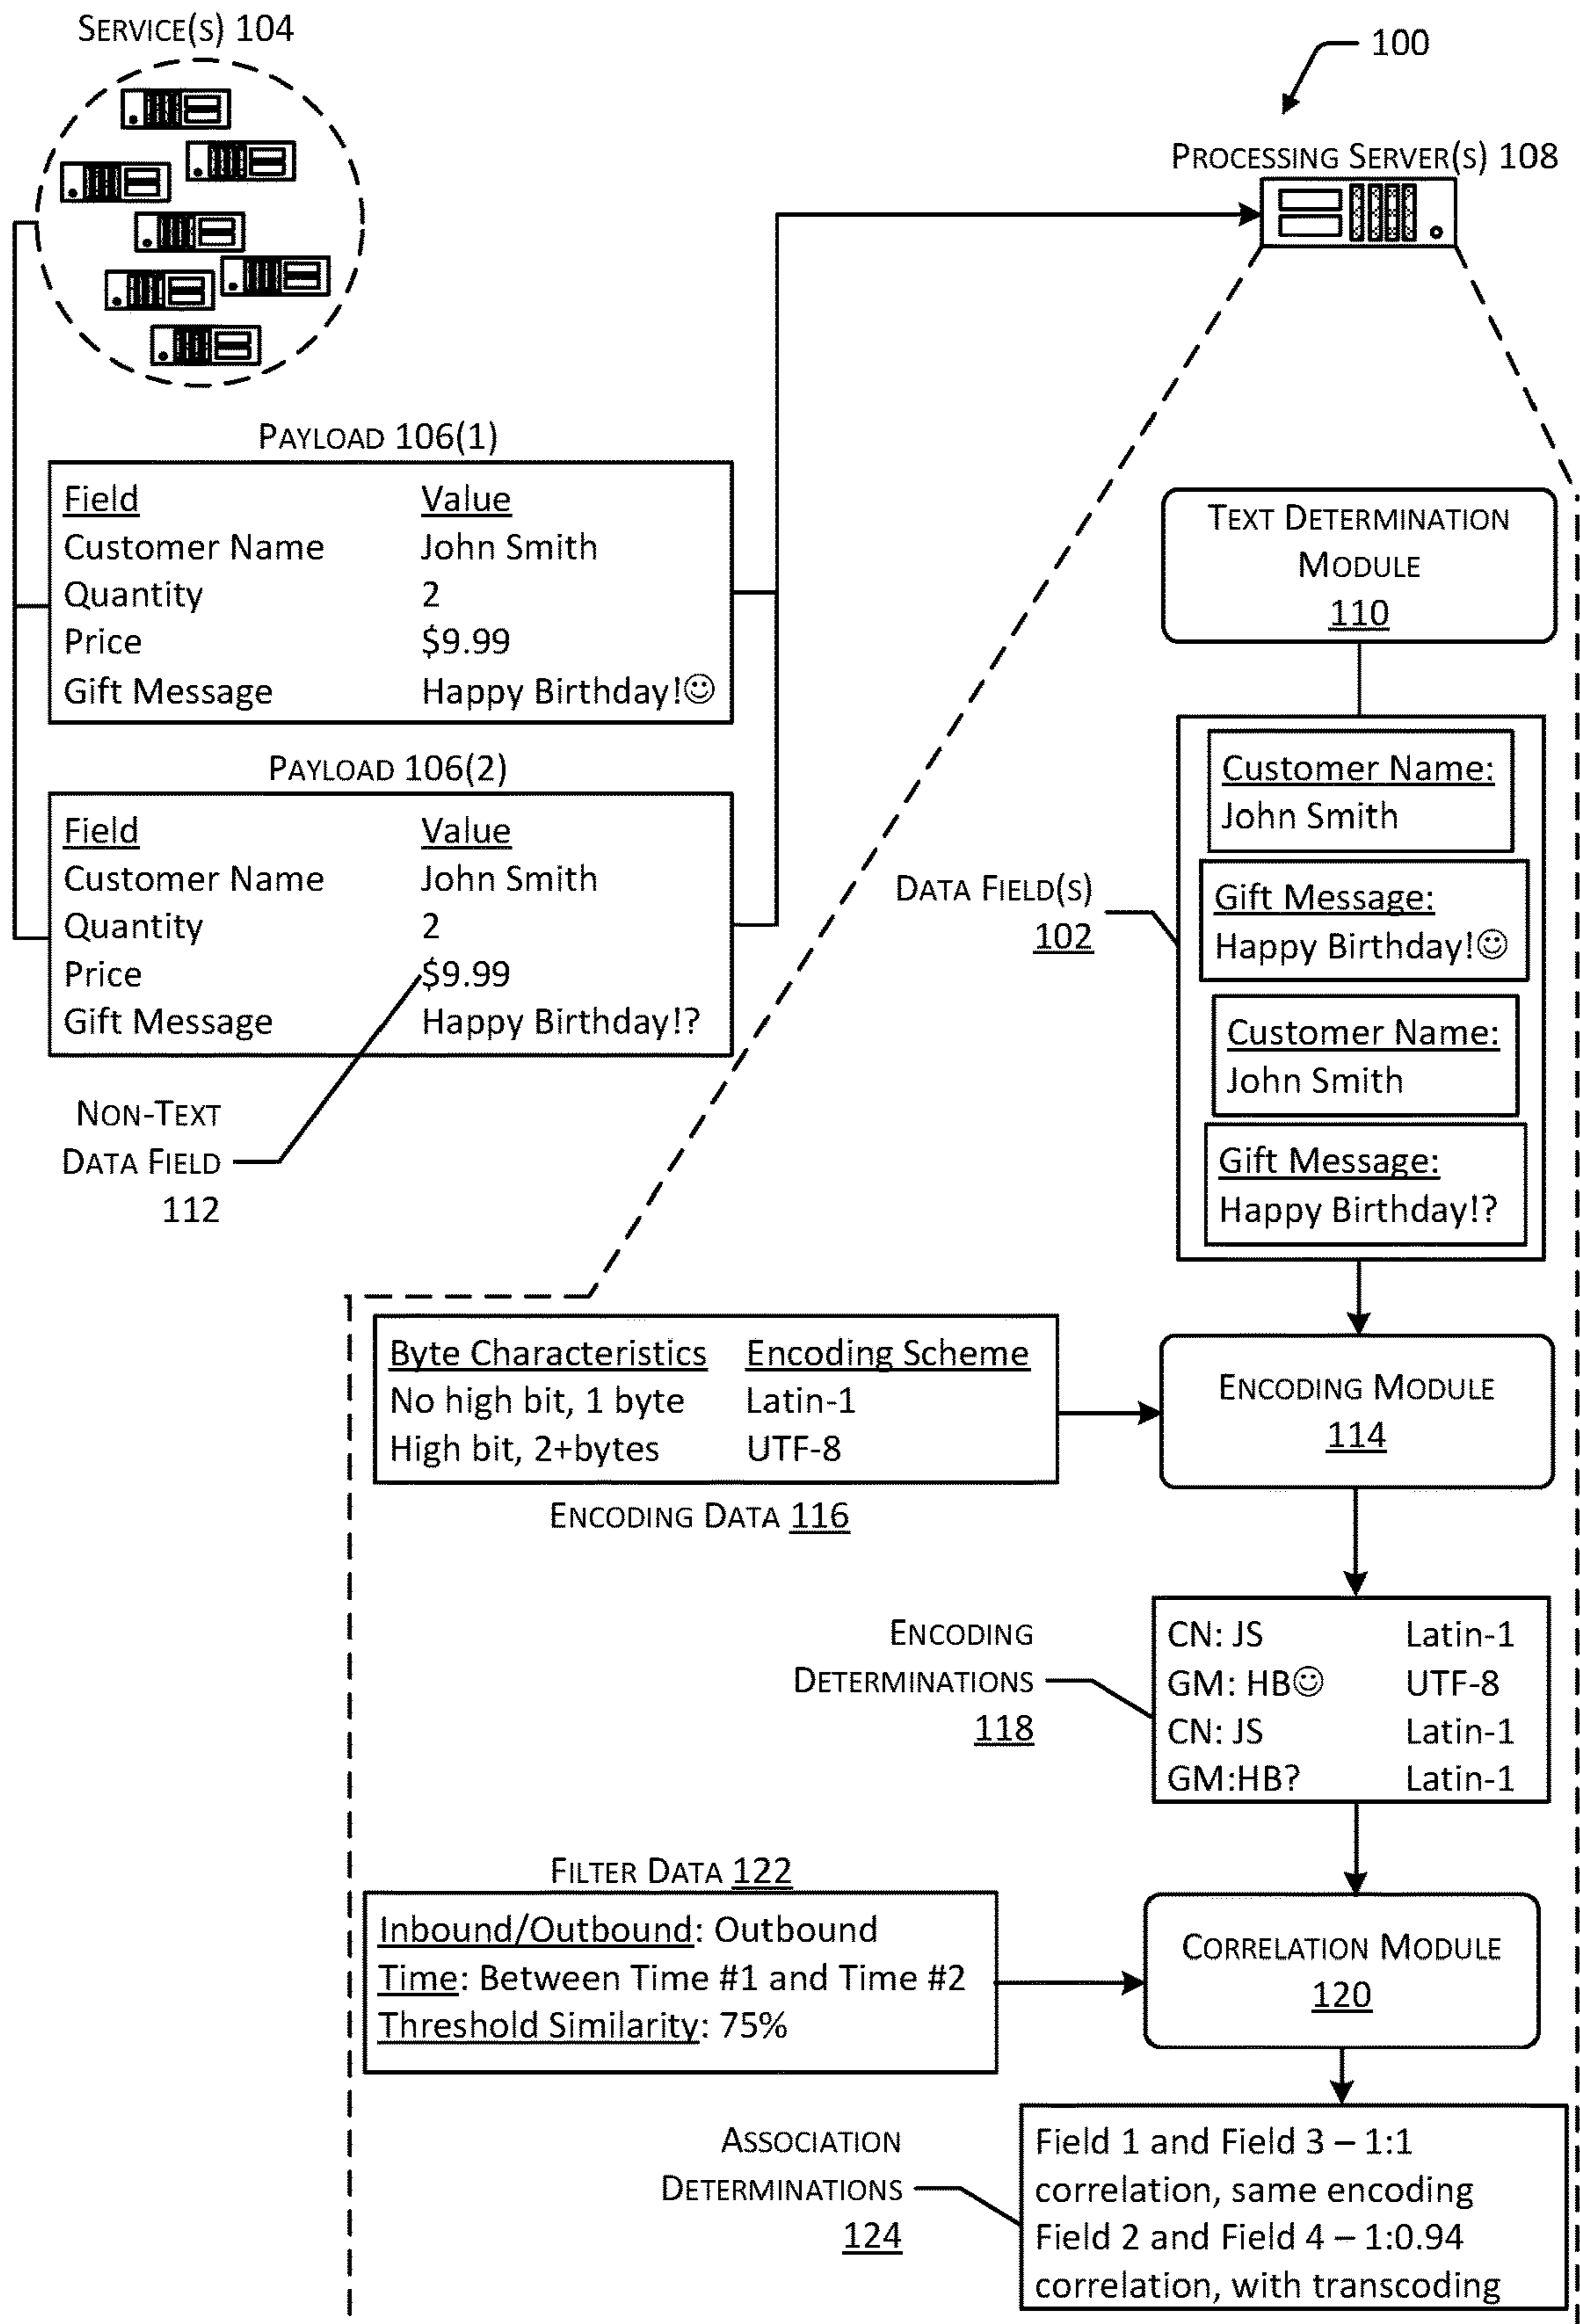 SERVICE(S) 104
100
PROCESSING SERVER(S) 108
PAYLOAD 106(1)
Field Value
Customer Name John Smith
Quantity 2
Price $9.99
Gift Message Happy Birthday!☺
PAYLOAD 106(2)
Field Value
Customer Name John Smith
Quantity 2
Price $9.99
Gift Message Happy Birthday!?
NON-TEXT
DATA FIELD
112
TEXT DETERMINATION
MODULE
110
Customer Name:
John Smith
Gift Message:
Happy Birthday!☺
Customer Name:
John Smith
Gift Message:
Happy Birthday!?
DATA FIELD(S)
102
Byte Characteristics Encoding Scheme
No high bit, 1 byte Latin-1
High bit, 2+bytes UTF-8
ENCODING DATA 116
ENCODING MODULE
114
ENCODING
DETERMINATIONS
118
CN: JS Latin-1
GM: HB☺ UTF-8
CN: JS Latin-1
GM:HB? Latin-1
FILTER DATA 122
Inbound/Outbound: Outbound
Time: Between Time #1 and Time #2
Threshold Similarity: 75%
CORRELATION MODULE
120
ASSOCIATION
DETERMINATIONS
124
Field 1 and Field 3 – 1:1
correlation, same encoding
Field 2 and Field 4 – 1:0.94
correlation, with transcoding